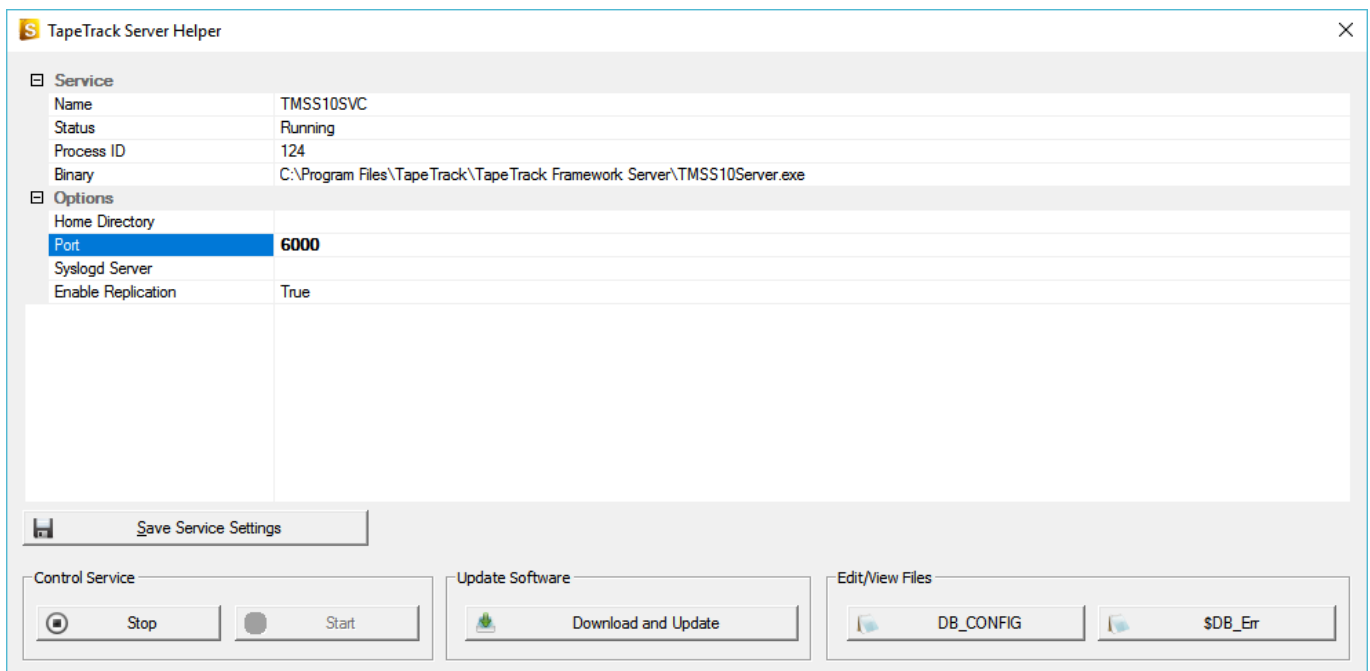 S TapeTrack Server Helper
Service
Name TMSS10SVC
Status Running
Process ID 124
Binary C:\Program Files\TapeTrack\TapeTrack Framework Server\TMSS10Server.exe
Options
Home Directory
Port 6000
Syslogd Server
Enable Replication True
Save Service Settings
Control Service Update Software Edit/View Files
Stop Start Download and Update DB_CONFIG $DB_Err